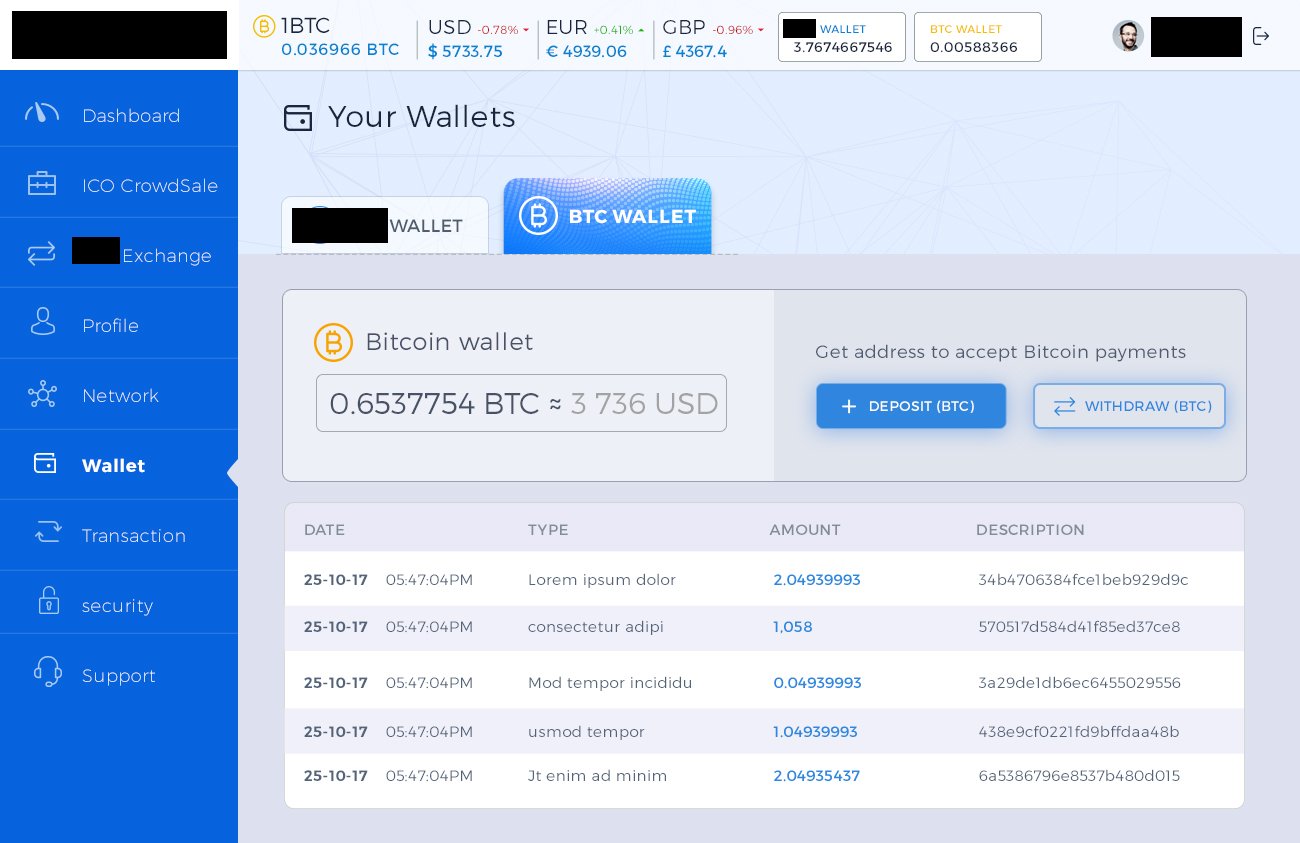 1BTC
0.036966 BTC
USD -0.78%
$ 5733.75
EUR +0.41%
€ 4939.06
GBP -0.96%
£ 4367.4
WALLET
3.7674667546
BTC WALLET
0.00588366
Dashboard
ICO CrowdSale
Exchange
Profile
Network
Wallet
Transaction
security
Support
Your Wallets
WALLET
BTC WALLET
Bitcoin wallet
0.6537754 BTC ≈ 3 736 USD
Get address to accept Bitcoin payments
+ DEPOSIT (BTC)
WITHDRAW (BTC)
DATE TYPE AMOUNT DESCRIPTION
25-10-17 05:47:04PM Lorem ipsum dolor 2.04939993 34b4706384fce1beb929d9c
25-10-17 05:47:04PM consectetur adipi 1,058 570517d584d41f85ed37ce8
25-10-17 05:47:04PM Mod tempor incididu 0.04939993 3a29de1db6ec6455029556
25-10-17 05:47:04PM usmod tempor 1.04939993 438e9cf0221fd9bffdaa48b
25-10-17 05:47:04PM Jt enim ad minim 2.04935437 6a5386796e8537b480d015